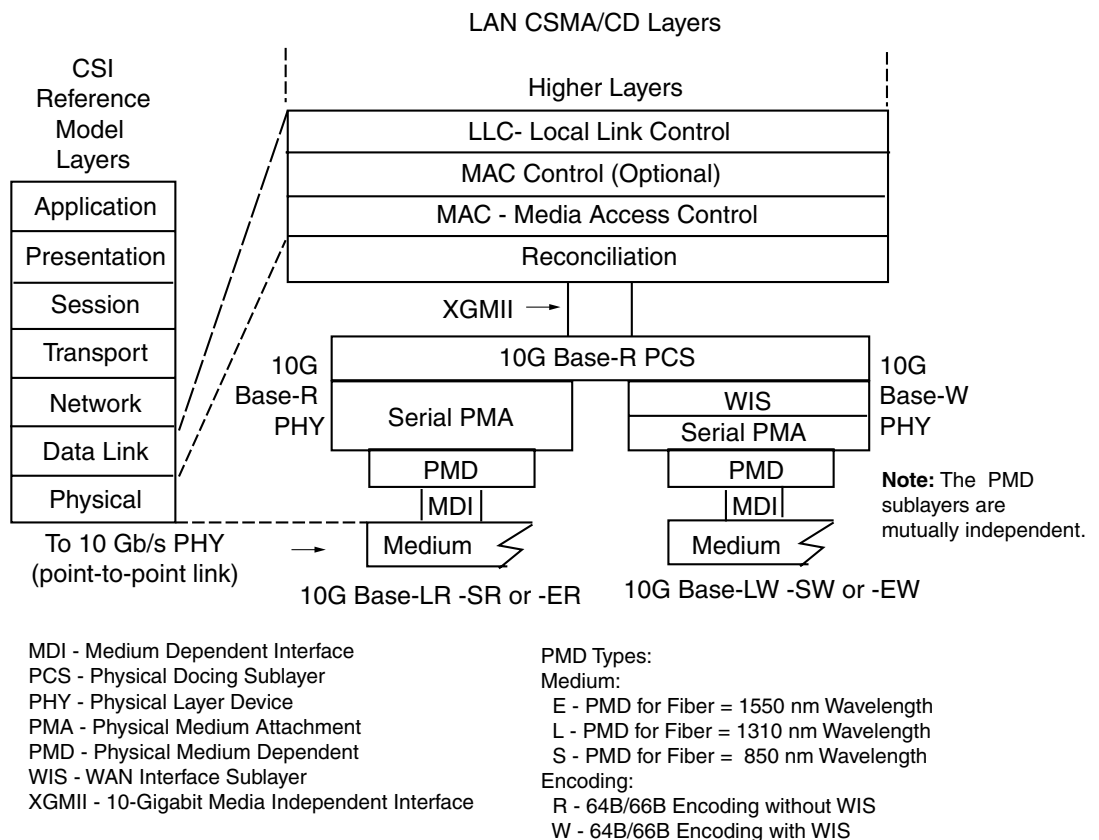 LAN CSMA/CD Layers
CSI
Reference
Model
Layers
Application
Presentation
Session
Transport
Network
Data Link
Physical
To 10 Gb/s PHY
(point-to-point link)
Higher Layers
LLC- Local Link Control
MAC Control (Optional)
MAC - Media Access Control
Reconciliation
XGMII
10G Base-R PCS
10G
Base-R
PHY
Serial PMA
PMD
MDI
Medium
10G Base-LR -SR or -ER
WIS
Serial PMA
PMD
MDI
Medium
10G Base-LW -SW or -EW
10G
Base-W
PHY
Note: The PMD
sublayers are
mutually independent.
MDI - Medium Dependent Interface
PCS - Physical Docing Sublayer
PHY - Physical Layer Device
PMA - Physical Medium Attachment
PMD - Physical Medium Dependent
WIS - WAN Interface Sublayer
XGMII - 10-Gigabit Media Independent Interface
PMD Types:
Medium:
E - PMD for Fiber = 1550 nm Wavelength
L - PMD for Fiber = 1310 nm Wavelength
S - PMD for Fiber = 850 nm Wavelength
Encoding:
R - 64B/66B Encoding without WIS
W - 64B/66B Encoding with WIS